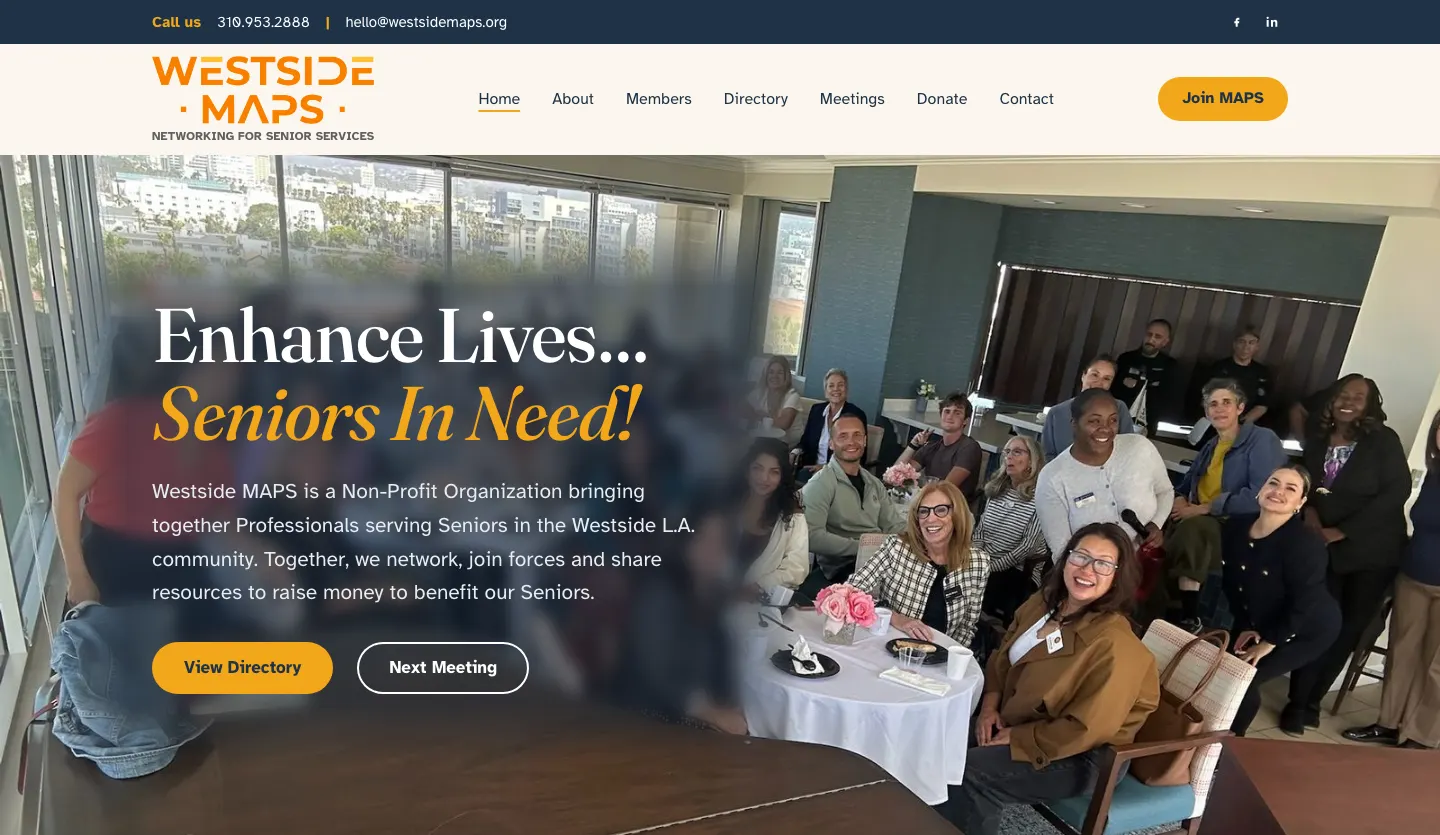 Call us 310.953.2888 | hello@westsidemaps.org
f in
WESTSIDE
· MAPS ·
NETWORKING FOR SENIOR SERVICES
Home About Members Directory Meetings Donate Contact
Join MAPS
Enhance Lives...
Seniors In Need!
Westside MAPS is a Non-Profit Organization bringing
together Professionals serving Seniors in the Westside L.A.
community. Together, we network, join forces and share
resources to raise money to benefit our Seniors.
View Directory Next Meeting